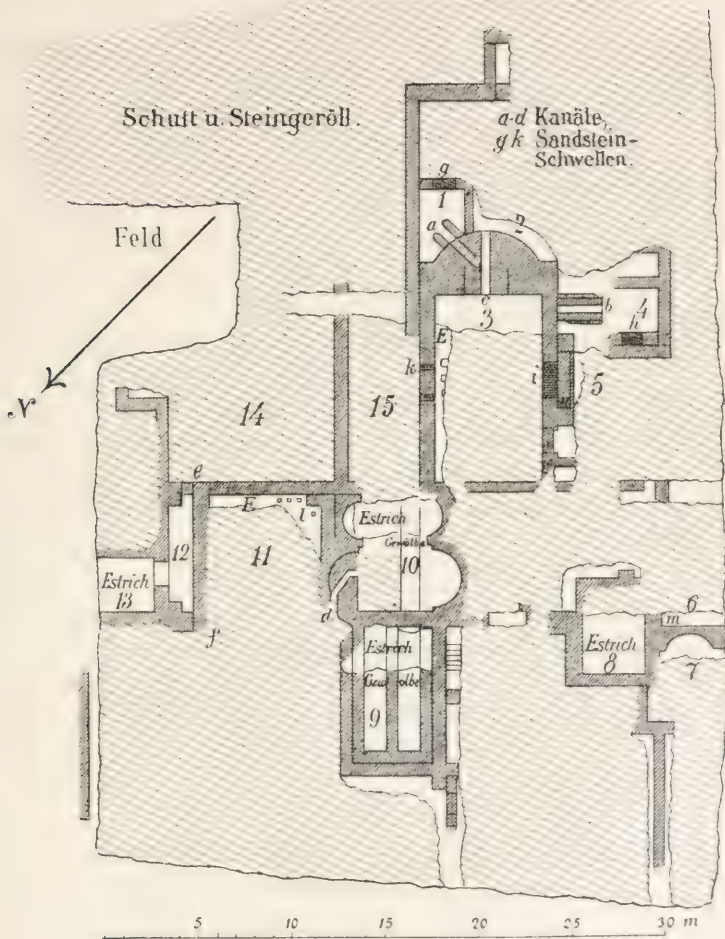 Schutt u. Steingeröll.
a-d Kanäle,
g k Sandstein-
Schwellen.
Feld
N
g
1
a
2
c
3
b
4
h
E
k
i
5
14
15
e
E
l
Estrich
Gewölbe
10
12
11
Estrich
13
d
f
6
m
Estrich
8
7
Estrich
Gewölbe
9
5 10 15 20 25 30 m